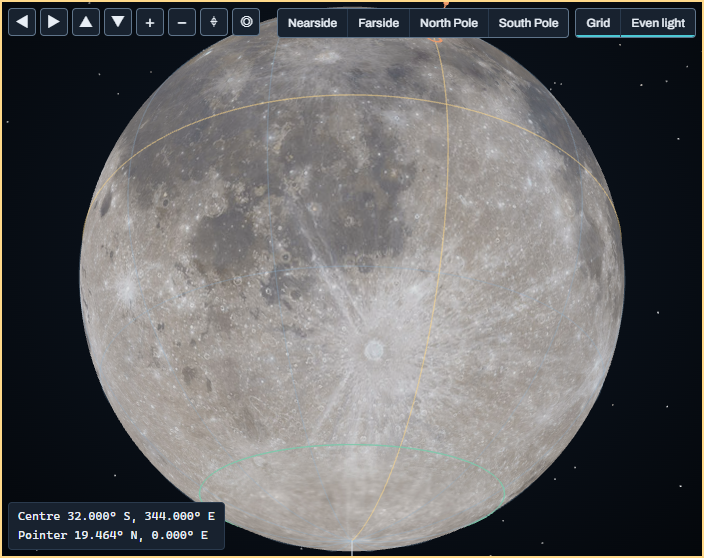 Nearside Farside North Pole South Pole Grid Even light
Centre 32.000° S, 344.000° E
Pointer 19.464° N, 0.000° E